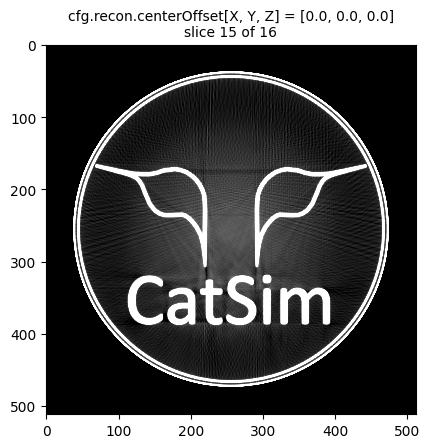 cfg.recon.centerOffset[X, Y, Z] = [0.0, 0.0, 0.0]
slice 15 of 16
0
100
200
300
400
500
CatSim
0 100 200 300 400 500